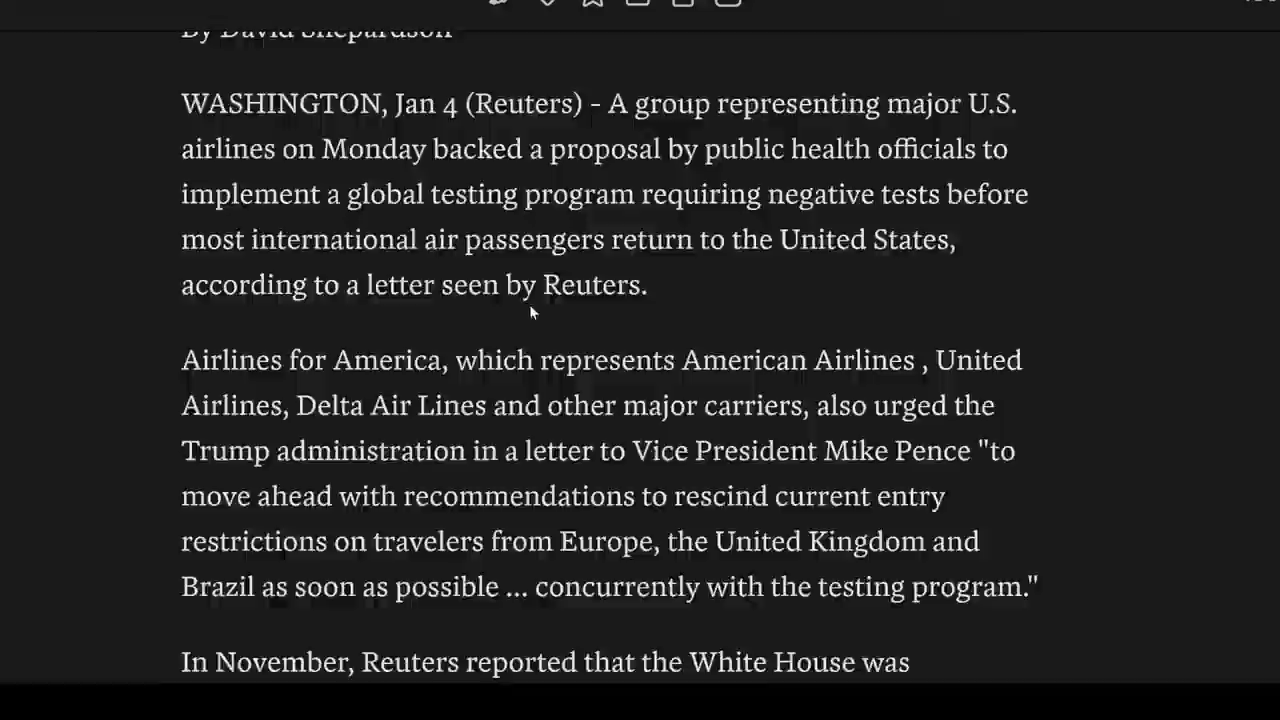 By David Shepardson
WASHINGTON, Jan 4 (Reuters) - A group representing major U.S.
airlines on Monday backed a proposal by public health officials to
implement a global testing program requiring negative tests before
most international air passengers return to the United States,
according to a letter seen by Reuters.
Airlines for America, which represents American Airlines , United
Airlines, Delta Air Lines and other major carriers, also urged the
Trump administration in a letter to Vice President Mike Pence "to
move ahead with recommendations to rescind current entry
restrictions on travelers from Europe, the United Kingdom and
Brazil as soon as possible ... concurrently with the testing program."
In November, Reuters reported that the White House was